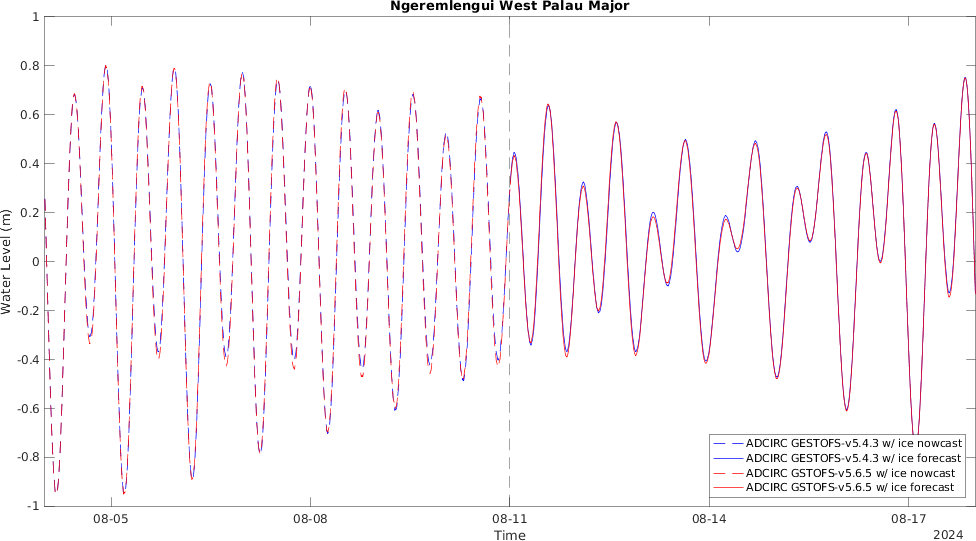 Ngeremlengui West Palau Major
1
0.8
0.6
0.4
0.2
0
-0.2
-0.4
-0.6
-0.8
-1
Water Level (m)
08-05
08-08
08-11
08-14
08-17
Time
2024
ADCIRC GESTOFS-v5.4.3 w/ ice nowcast
ADCIRC GESTOFS-v5.4.3 w/ ice forecast
ADCIRC GSTOFS-v5.6.5 w/ ice nowcast
ADCIRC GSTOFS-v5.6.5 w/ ice forecast